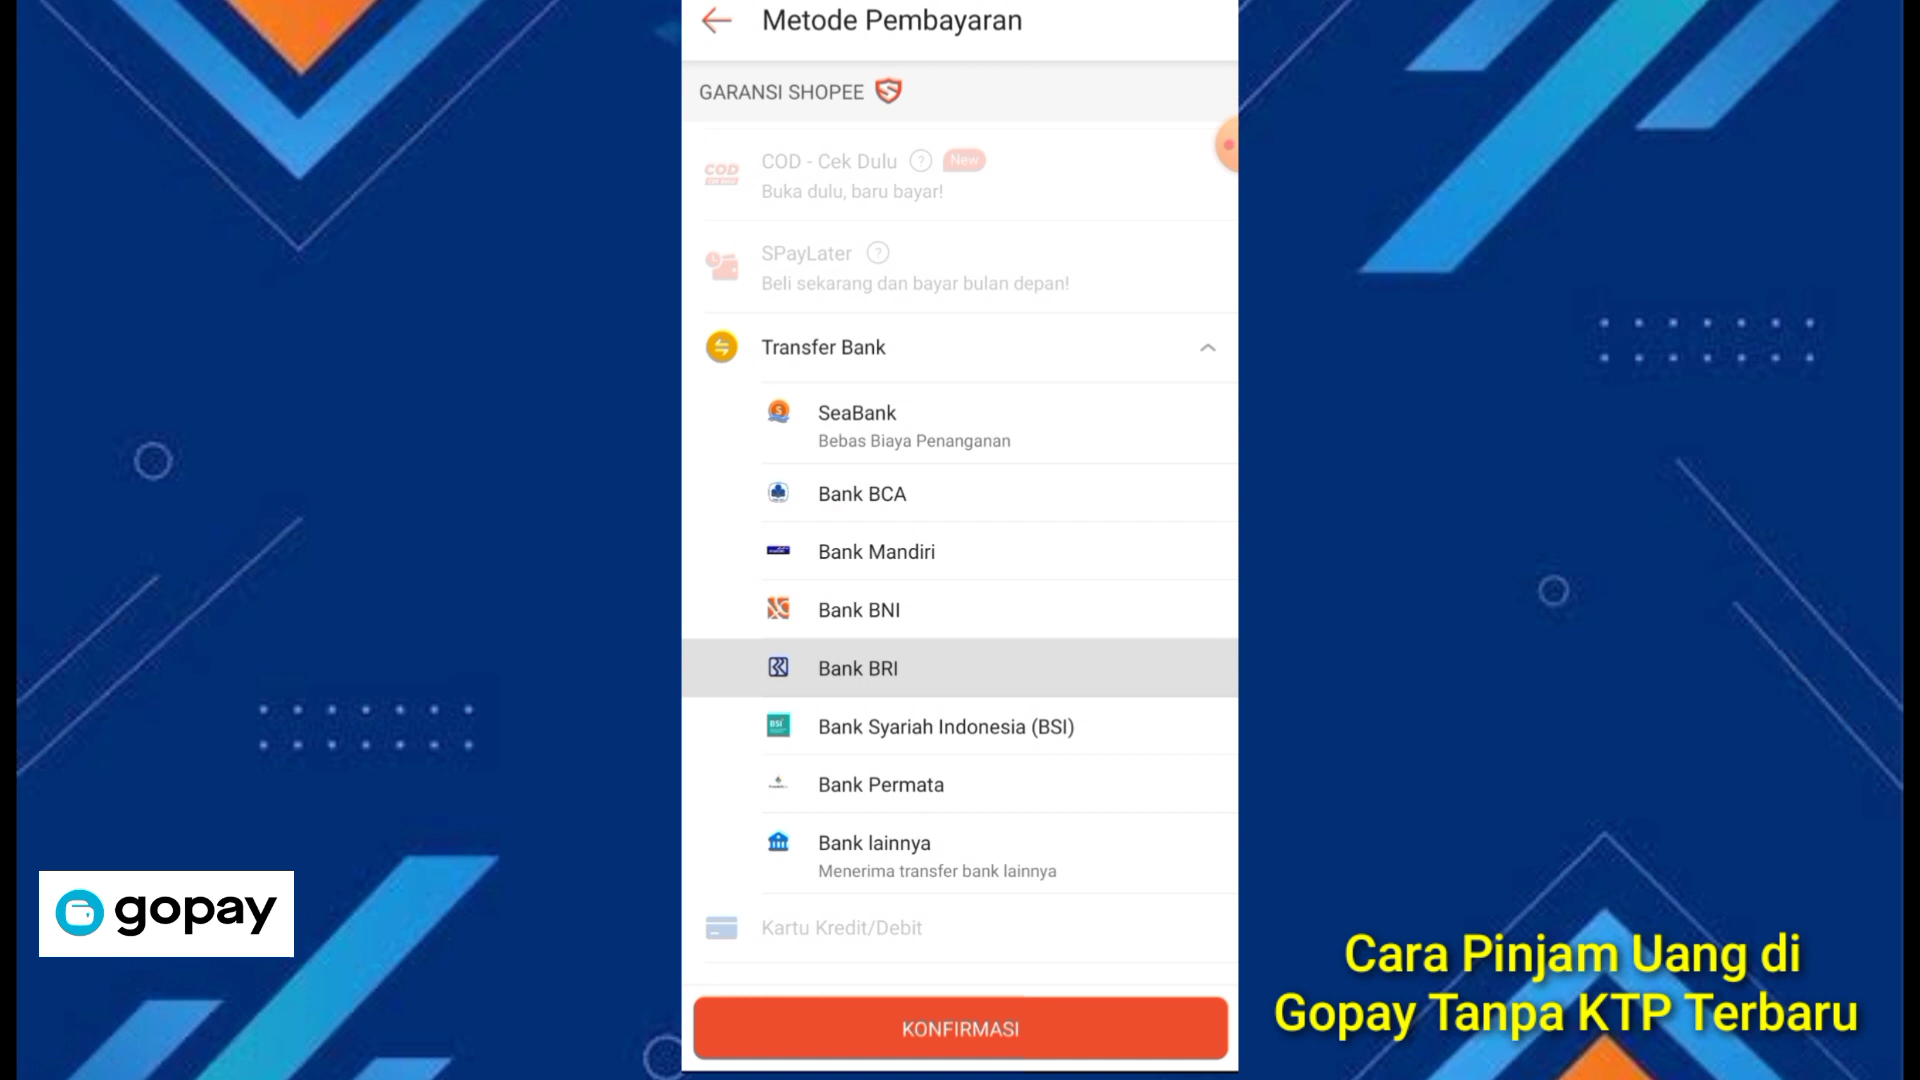 Metode Pembayaran
GARANSI SHOPEE
COD - Cek Dulu ? New
COD
Buka dulu, baru bayar!
SPayLater ?
Beli sekarang dan bayar bulan depan!
Transfer Bank
SeaBank
Bebas Biaya Penanganan
Bank BCA
Bank Mandiri
Bank BNI
Bank BRI
BSI
Bank Syariah Indonesia (BSI)
Bank Permata
Bank lainnya
Menerima transfer bank lainnya
Kartu Kredit/Debit
KONFIRMASI
gopay
Cara Pinjam Uang di
Gopay Tanpa KTP Terbaru